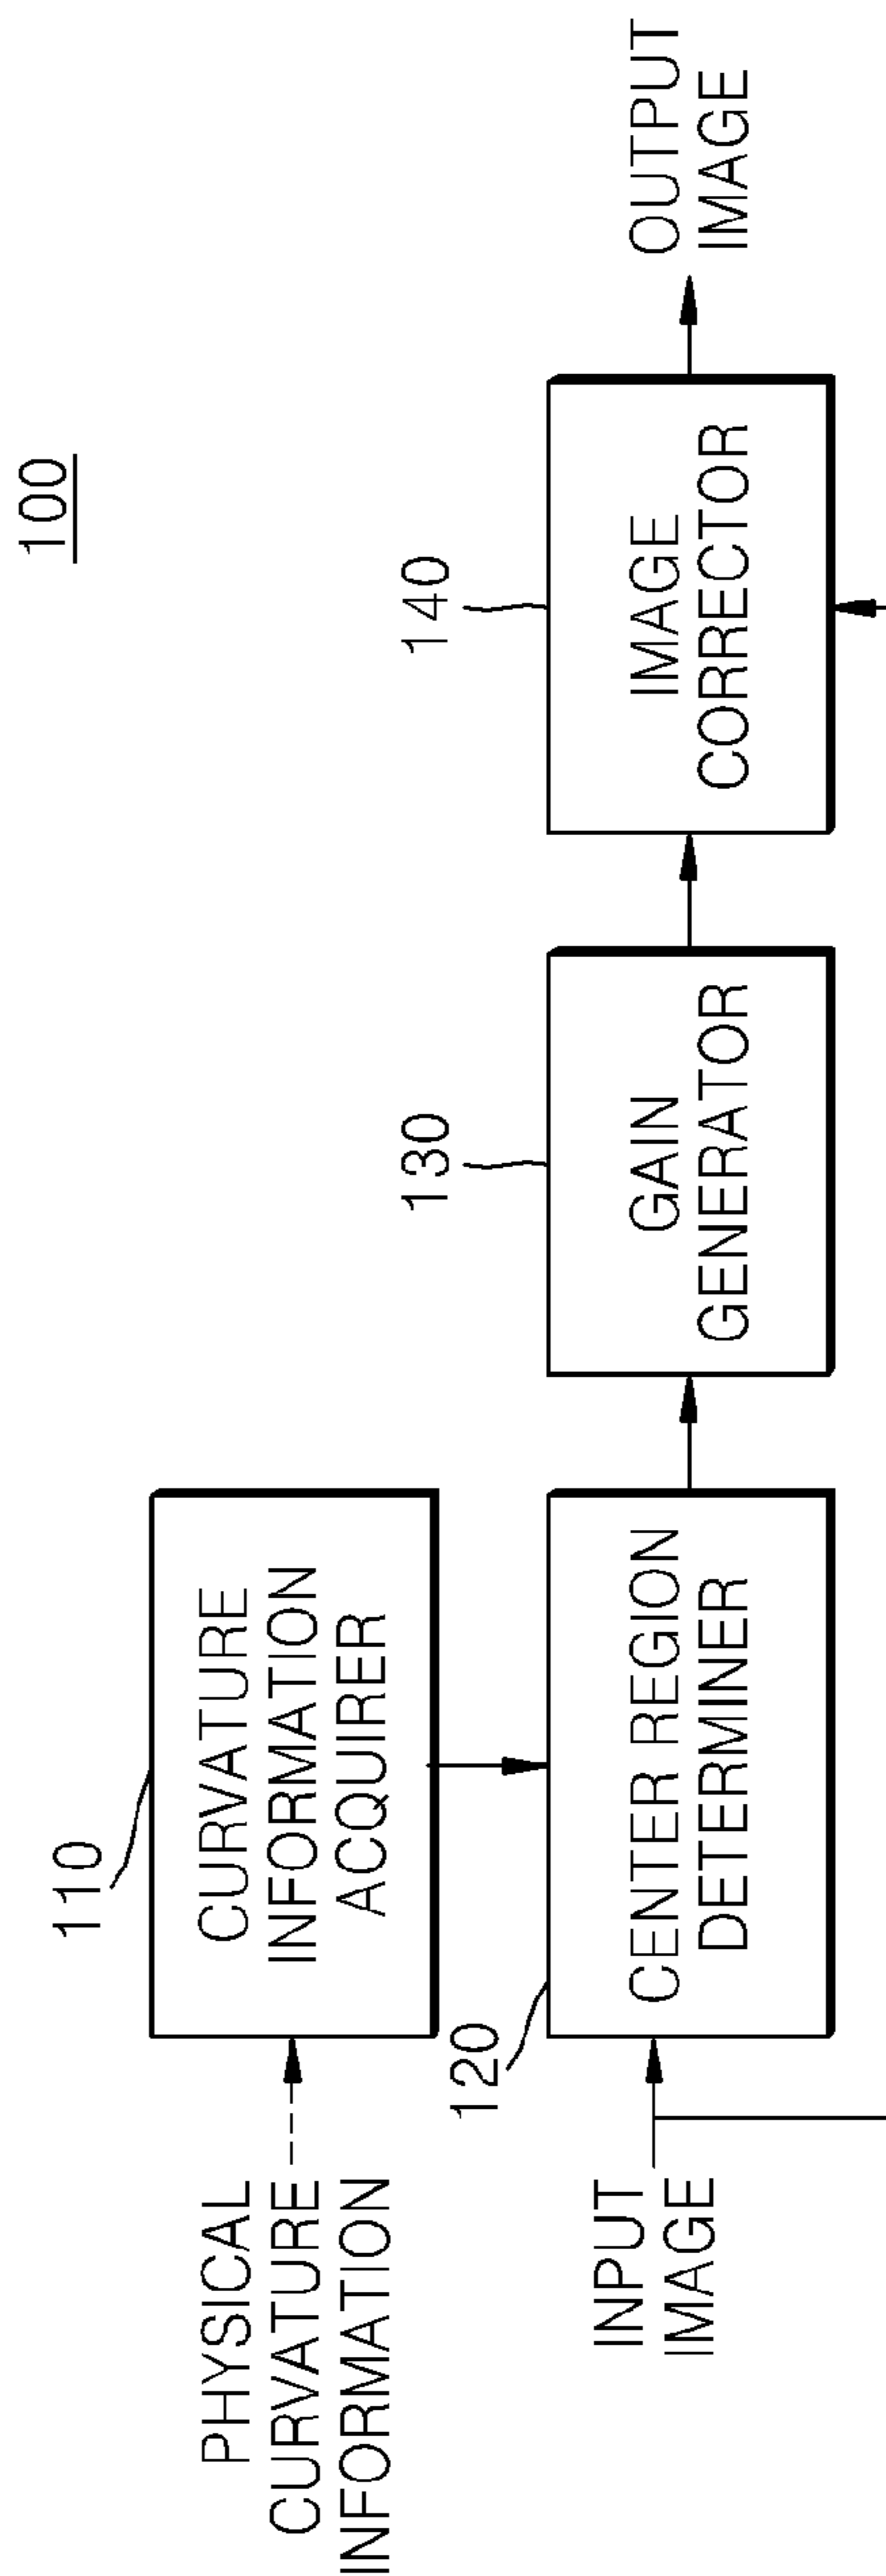 100
110
PHYSICAL
CURVATURE
INFORMATION
CURVATURE
INFORMATION
ACQUIRER
120
130
140
INPUT
IMAGE
CENTER REGION
DETERMINER
GAIN
GENERATOR
IMAGE
CORRECTOR
OUTPUT
IMAGE